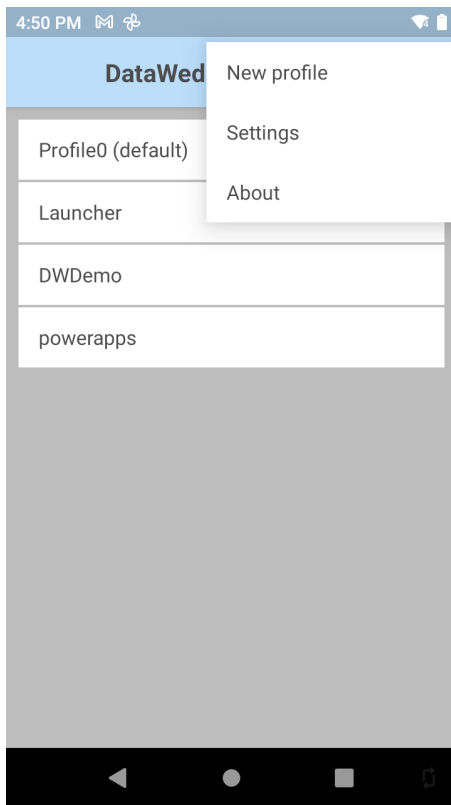 4:50 PM
DataWed
New profile
Settings
About
Profile0 (default)
Launcher
DWDemo
powerapps